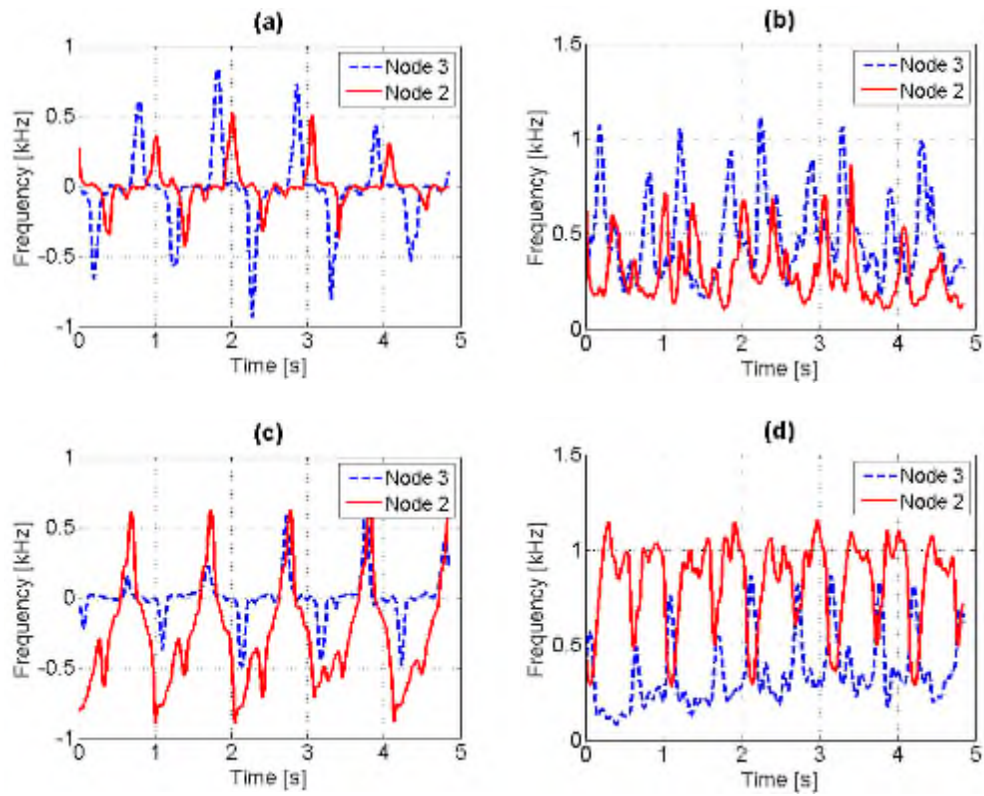 (a)
Frequency [kHz]
1
0.5
0
-0.5
-1
Node 3
Node 2
0 1 2 3 4 5
Time [s]
(b)
Frequency [kHz]
1.5
1
0.5
0
Node 3
Node 2
0 1 2 3 4 5
Time [s]
(c)
Frequency [kHz]
1
0.5
0
-0.5
-1
Node 3
Node 2
0 1 2 3 4 5
Time [s]
(d)
Frequency [kHz]
1.5
1
0.5
0
Node 3
Node 2
0 1 2 3 4 5
Time [s]